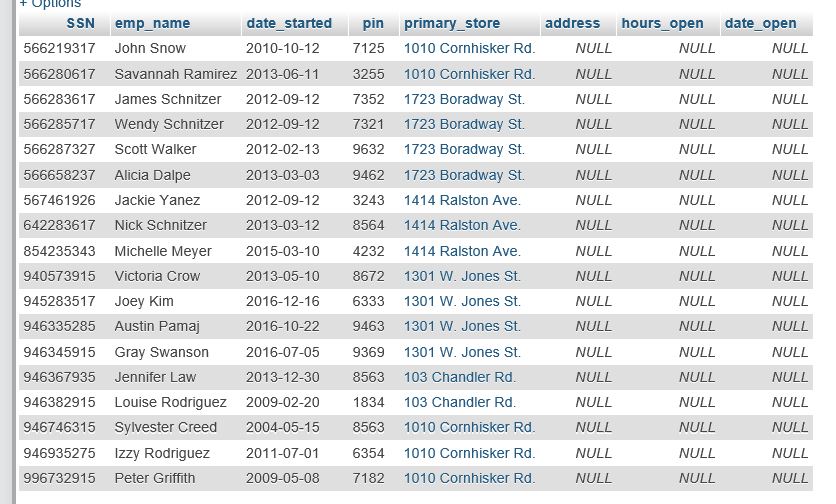 + Options
SSN emp_name date_started pin primary_store address hours_open date_open
566219317 John Snow 2010-10-12 7125 1010 Cornhisker Rd. NULL NULL NULL
566280617 Savannah Ramirez 2013-06-11 3255 1010 Cornhisker Rd. NULL NULL NULL
566283617 James Schnitzer 2012-09-12 7352 1723 Boradway St. NULL NULL NULL
566285717 Wendy Schnitzer 2012-09-12 7321 1723 Boradway St. NULL NULL NULL
566287327 Scott Walker 2012-02-13 9632 1723 Boradway St. NULL NULL NULL
566658237 Alicia Dalpe 2013-03-03 9462 1723 Boradway St. NULL NULL NULL
567461926 Jackie Yanez 2012-09-12 3243 1414 Ralston Ave. NULL NULL NULL
642283617 Nick Schnitzer 2013-03-12 8564 1414 Ralston Ave. NULL NULL NULL
854235343 Michelle Meyer 2015-03-10 4232 1414 Ralston Ave. NULL NULL NULL
940573915 Victoria Crow 2013-05-10 8672 1301 W. Jones St. NULL NULL NULL
945283517 Joey Kim 2016-12-16 6333 1301 W. Jones St. NULL NULL NULL
946335285 Austin Pamaj 2016-10-22 9463 1301 W. Jones St. NULL NULL NULL
946345915 Gray Swanson 2016-07-05 9369 1301 W. Jones St. NULL NULL NULL
946367935 Jennifer Law 2013-12-30 8563 103 Chandler Rd. NULL NULL NULL
946382915 Louise Rodriguez 2009-02-20 1834 103 Chandler Rd. NULL NULL NULL
946746315 Sylvester Creed 2004-05-15 8563 1010 Cornhisker Rd. NULL NULL NULL
946935275 Izzy Rodriguez 2011-07-01 6354 1010 Cornhisker Rd. NULL NULL NULL
996732915 Peter Griffith 2009-05-08 7182 1010 Cornhisker Rd. NULL NULL NULL